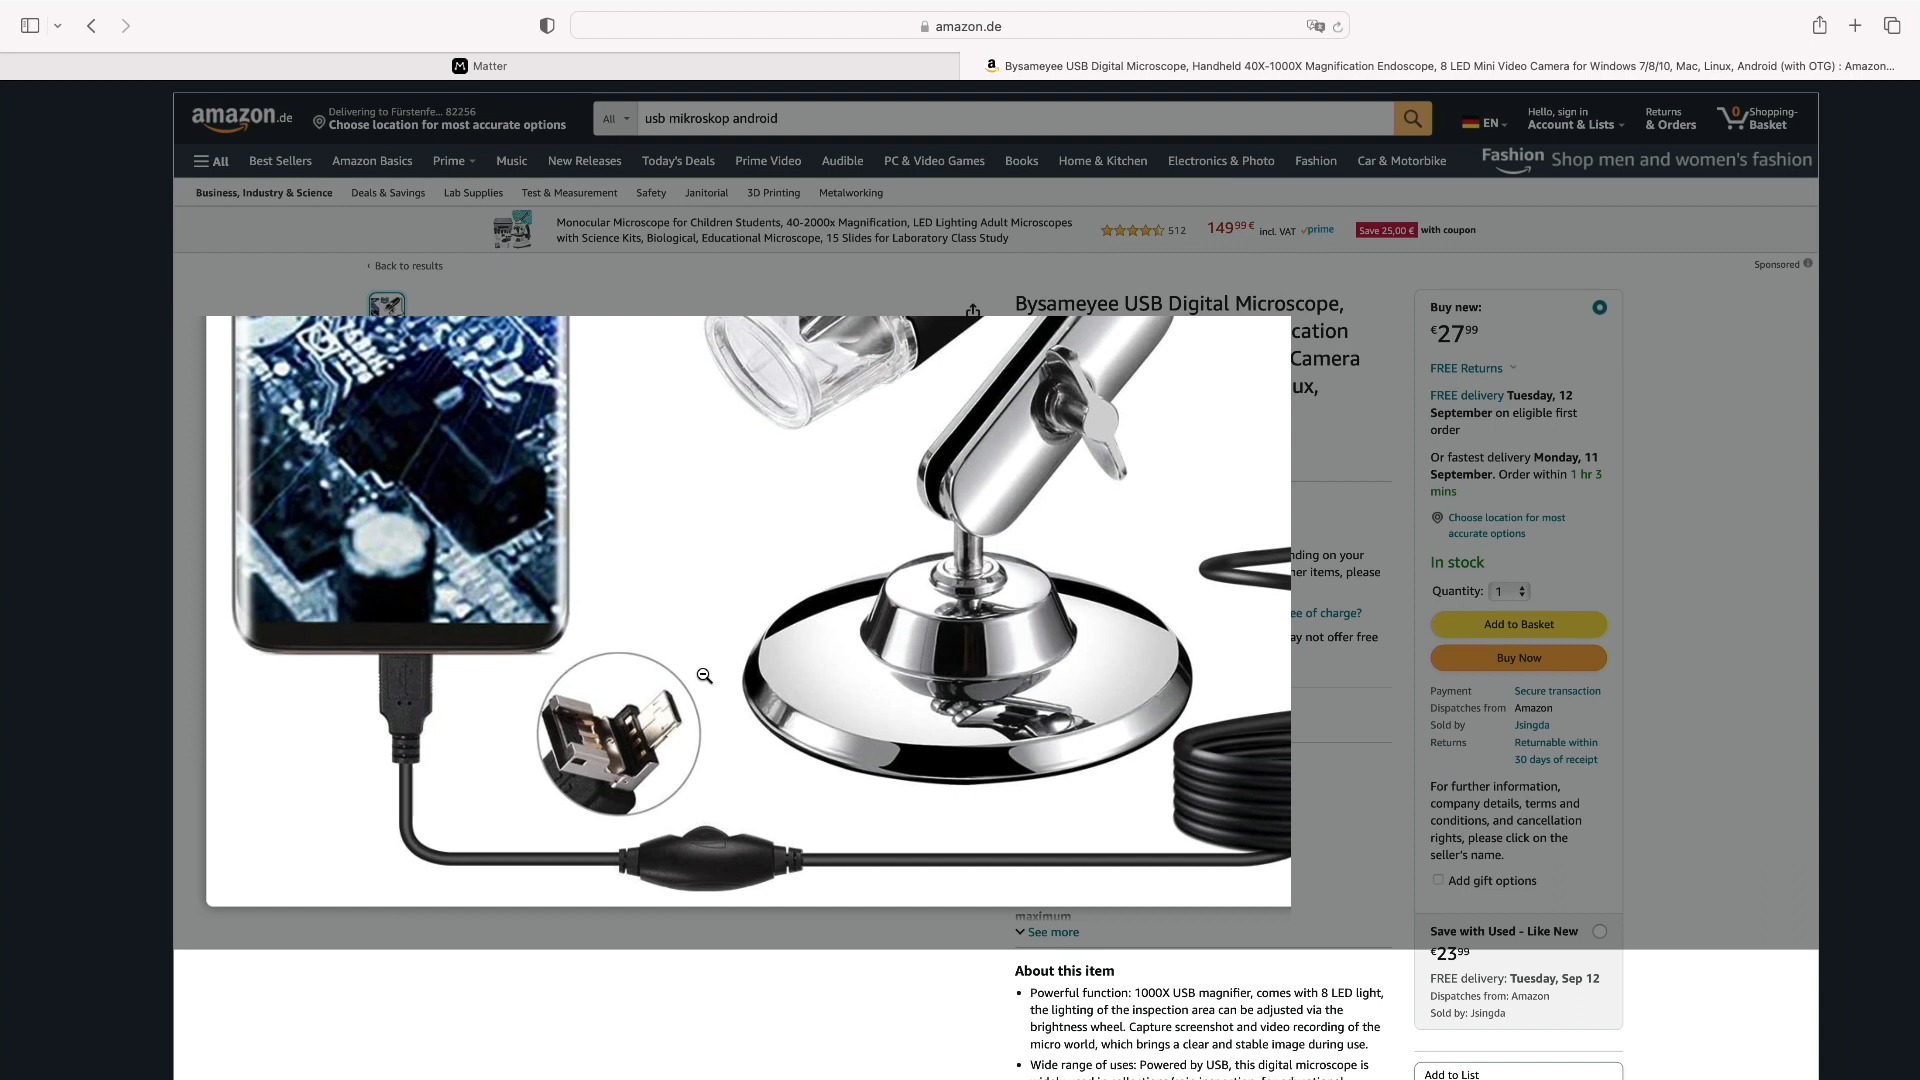 amazon.de
Matter
Bysameyee USB Digital Microscope, Handheld 40X-1000X Magnification Endoscope, 8 LED Mini Video Camera for Windows 7/8/10, Mac, Linux, Android (with OTG) : Amazon...
amazon.de
Delivering to Fürstenfe... 82256
Choose location for most accurate options
All
usb mikroskop android
EN
Hello, sign in
Account & Lists
Returns
& Orders
0
Shopping-
Basket
All
Best Sellers
Amazon Basics
Prime
Music
New Releases
Today's Deals
Prime Video
Audible
PC & Video Games
Books
Home & Kitchen
Electronics & Photo
Fashion
Car & Motorbike
Fashion Shop men and women's fashion
Business, Industry & Science
Deals & Savings
Lab Supplies
Test & Measurement
Safety
Janitorial
3D Printing
Metalworking
Monocular Microscope for Children Students, 40-2000x Magnification, LED Lighting Adult Microscopes
with Science Kits, Biological, Educational Microscope, 15 Slides for Laboratory Class Study
512
14999 € incl. VAT prime
Save 25,00 € with coupon
‹ Back to results
Sponsored
Bysameyee USB Digital Microscope,
cation
Camera
ux,
nding on your
her items, please
ee of charge?
ay not offer free
maximum
See more
About this item
• Powerful function: 1000X USB magnifier, comes with 8 LED light,
the lighting of the inspection area can be adjusted via the
brightness wheel. Capture screenshot and video recording of the
micro world, which brings a clear and stable image during use.
• Wide range of uses: Powered by USB, this digital microscope is
Buy new:
€2799
FREE Returns
FREE delivery Tuesday, 12
September on eligible first
order
Or fastest delivery Monday, 11
September. Order within 1 hr 3
mins
Choose location for most
accurate options
In stock
Quantity: 1
Add to Basket
Buy Now
Payment Secure transaction
Dispatches from Amazon
Sold by Jsingda
Returns Returnable within
30 days of receipt
For further information,
company details, terms and
conditions, and cancellation
rights, please click on the
seller's name.
Add gift options
Save with Used - Like New
€2399
FREE delivery: Tuesday, Sep 12
Dispatches from: Amazon
Sold by: Jsingda
Add to List